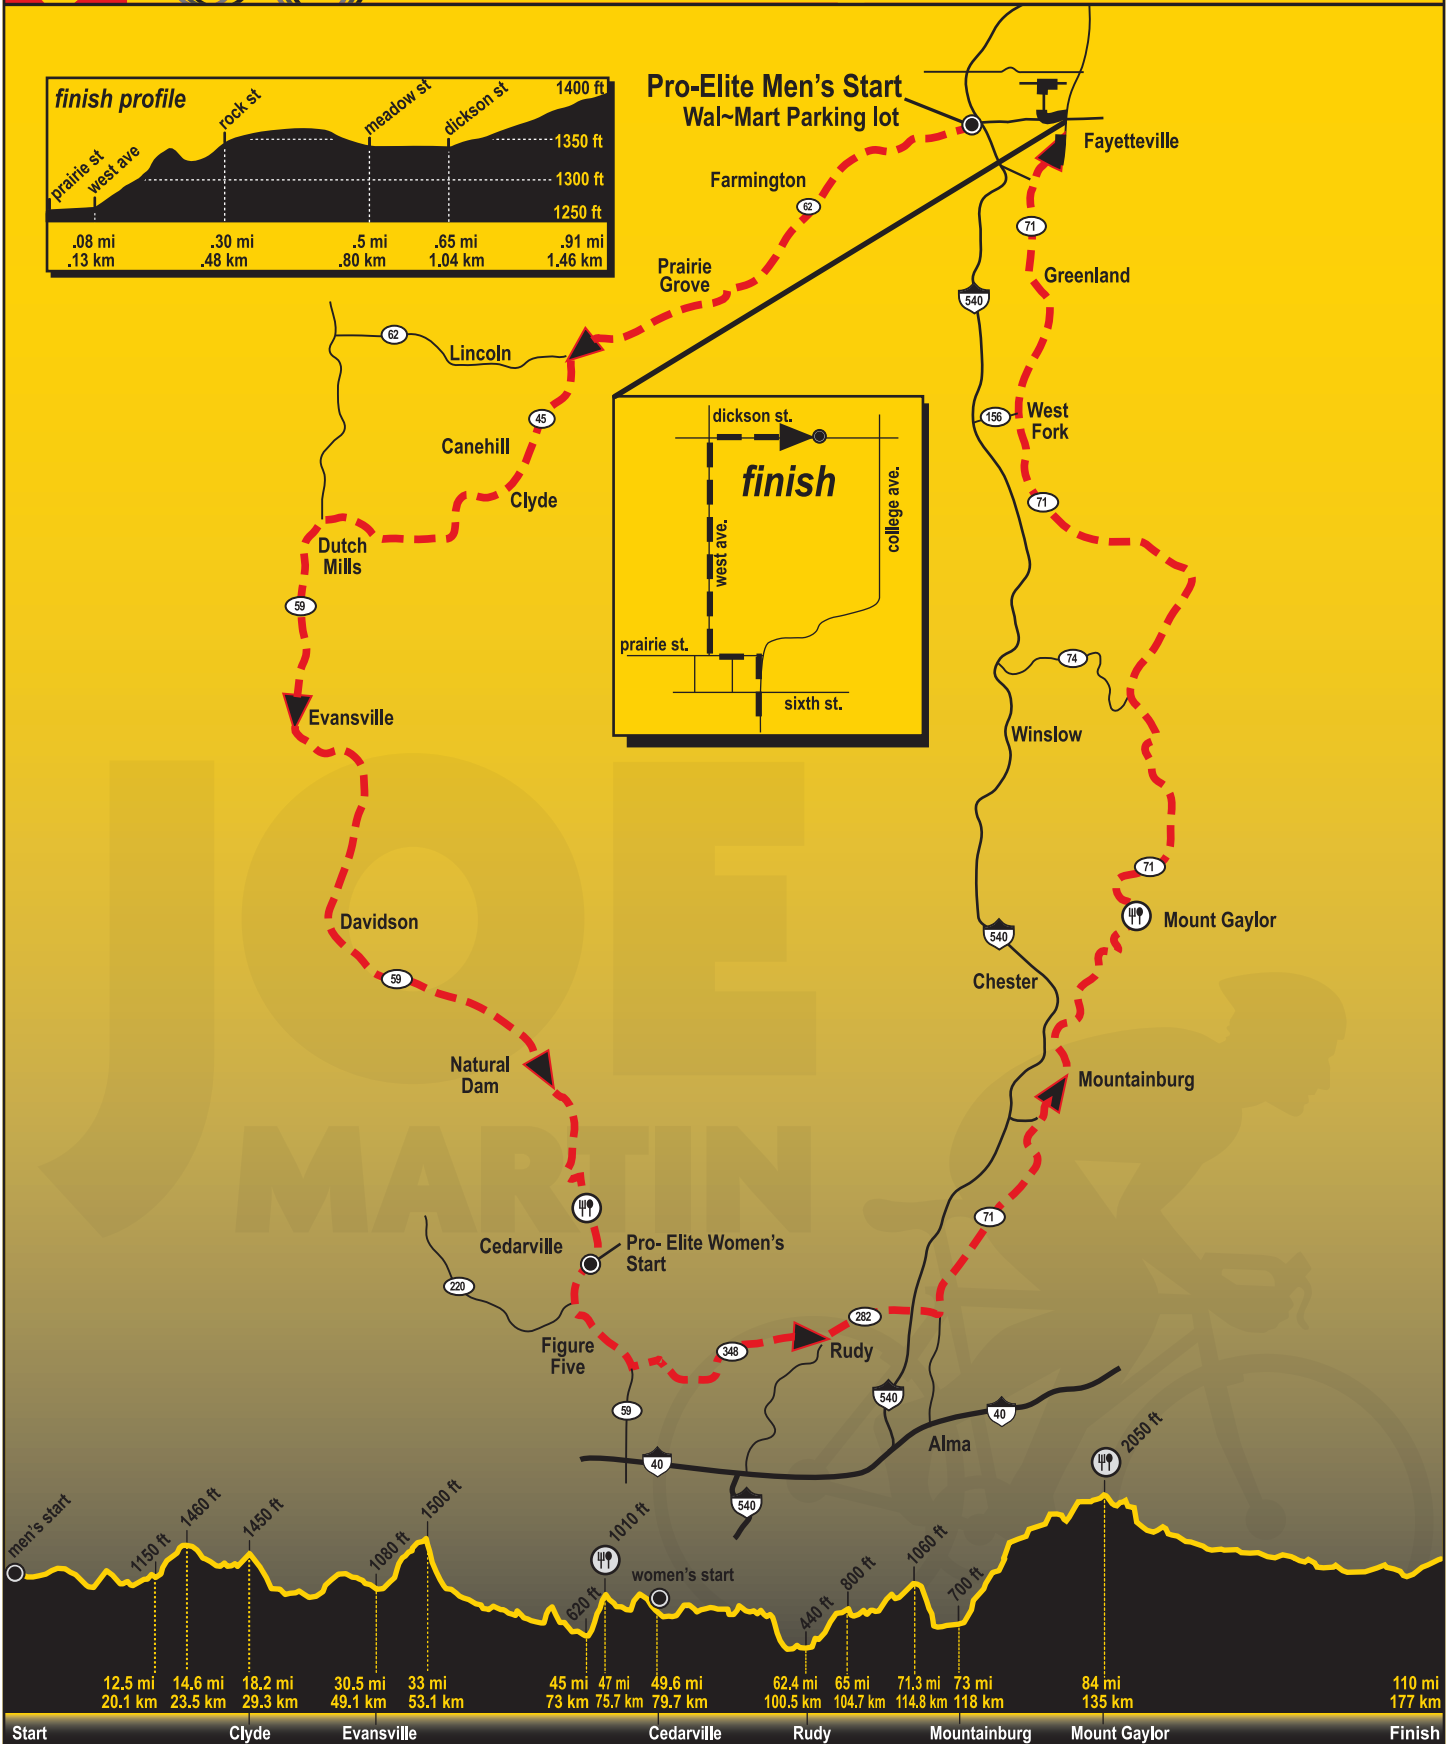 finish profile
prairie st
west ave
rock st
meadow st
dickson st
1400 ft
1350 ft
1300 ft
1250 ft
.08 mi
.13 km
.30 mi
.48 km
.5 mi
.80 km
.65 mi
1.04 km
.91 mi
1.46 km
Pro-Elite Men's Start
Wal~Mart Parking lot
Fayetteville
Farmington
62
71
Prairie
Grove
Greenland
540
62
Lincoln
45
Canehill
Clyde
156
West
Fork
71
dickson st.
finish
west ave.
college ave.
prairie st.
sixth st.
Dutch
Mills
59
Evansville
74
Winslow
JOE
MARTIN
71
Mount Gaylor
Davidson
59
540
Chester
Natural
Dam
Mountainburg
71
Cedarville
Pro- Elite Women's
Start
220
Figure
Five
348
282
Rudy
59
540
40
Alma
40
540
men's start
1150 ft
1460 ft
1450 ft
1080 ft
1500 ft
620 ft
1010 ft
women's start
440 ft
800 ft
1060 ft
700 ft
2050 ft
12.5 mi
20.1 km
14.6 mi
23.5 km
18.2 mi
29.3 km
30.5 mi
49.1 km
33 mi
53.1 km
45 mi
73 km
47 mi
75.7 km
49.6 mi
79.7 km
62.4 mi
100.5 km
65 mi
104.7 km
71.3 mi
114.8 km
73 mi
118 km
84 mi
135 km
110 mi
177 km
Start
Clyde
Evansville
Cedarville
Rudy
Mountainburg
Mount Gaylor
Finish